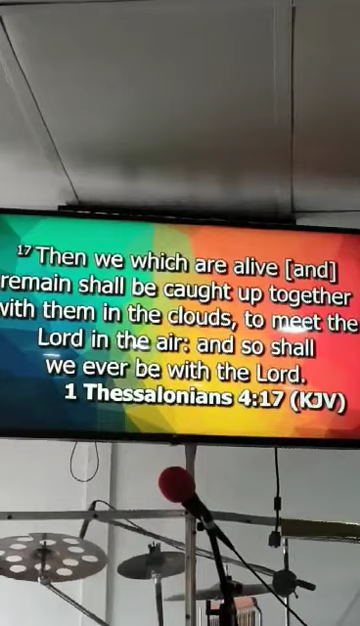 17 Then we which are alive [and]
remain shall be caught up together
with them in the clouds, to meet the
Lord in the air: and so shall
we ever be with the Lord.
1 Thessalonians 4:17 (KJV)